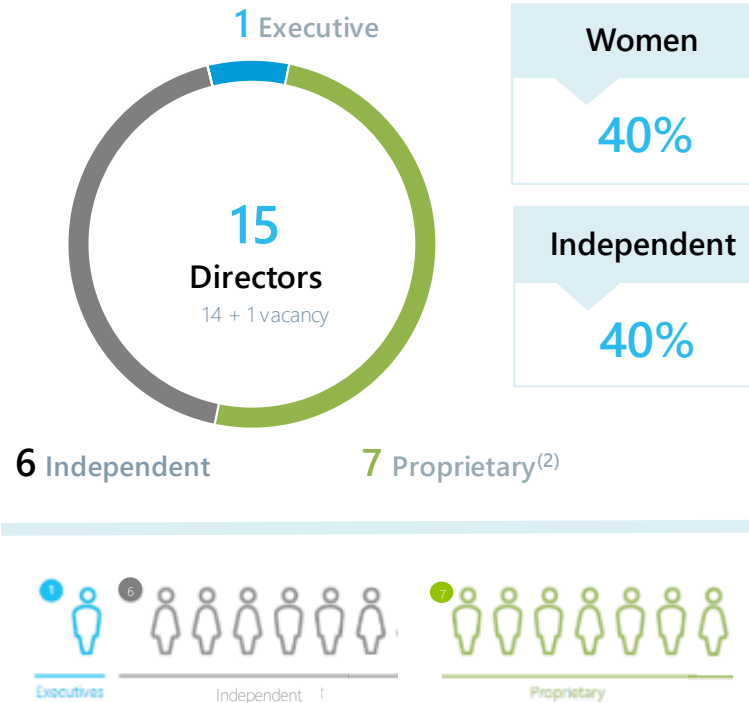 1 Executive
Women
40%
15
Directors
14 + 1 vacancy
Independent
40%
6 Independent
7 Proprietary(2)
1
6
7
Executives
Independent
Proprietary